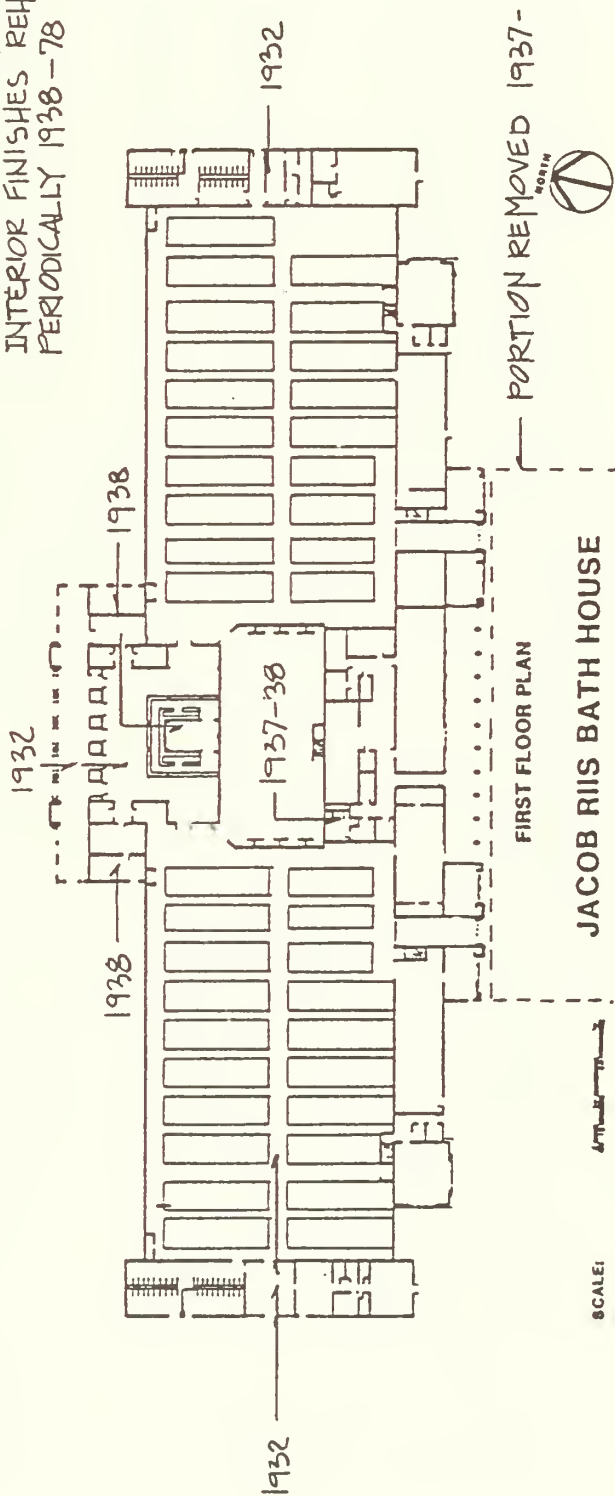 INTERIOR FINISHES
PERIODICALLY 1938-78
1932
1938
1938
1932
1937-38
1932
PORTION REMOVED 1937-
NORTH
FIRST FLOOR PLAN
JACOB RIIS BATH HOUSE
SCALE: